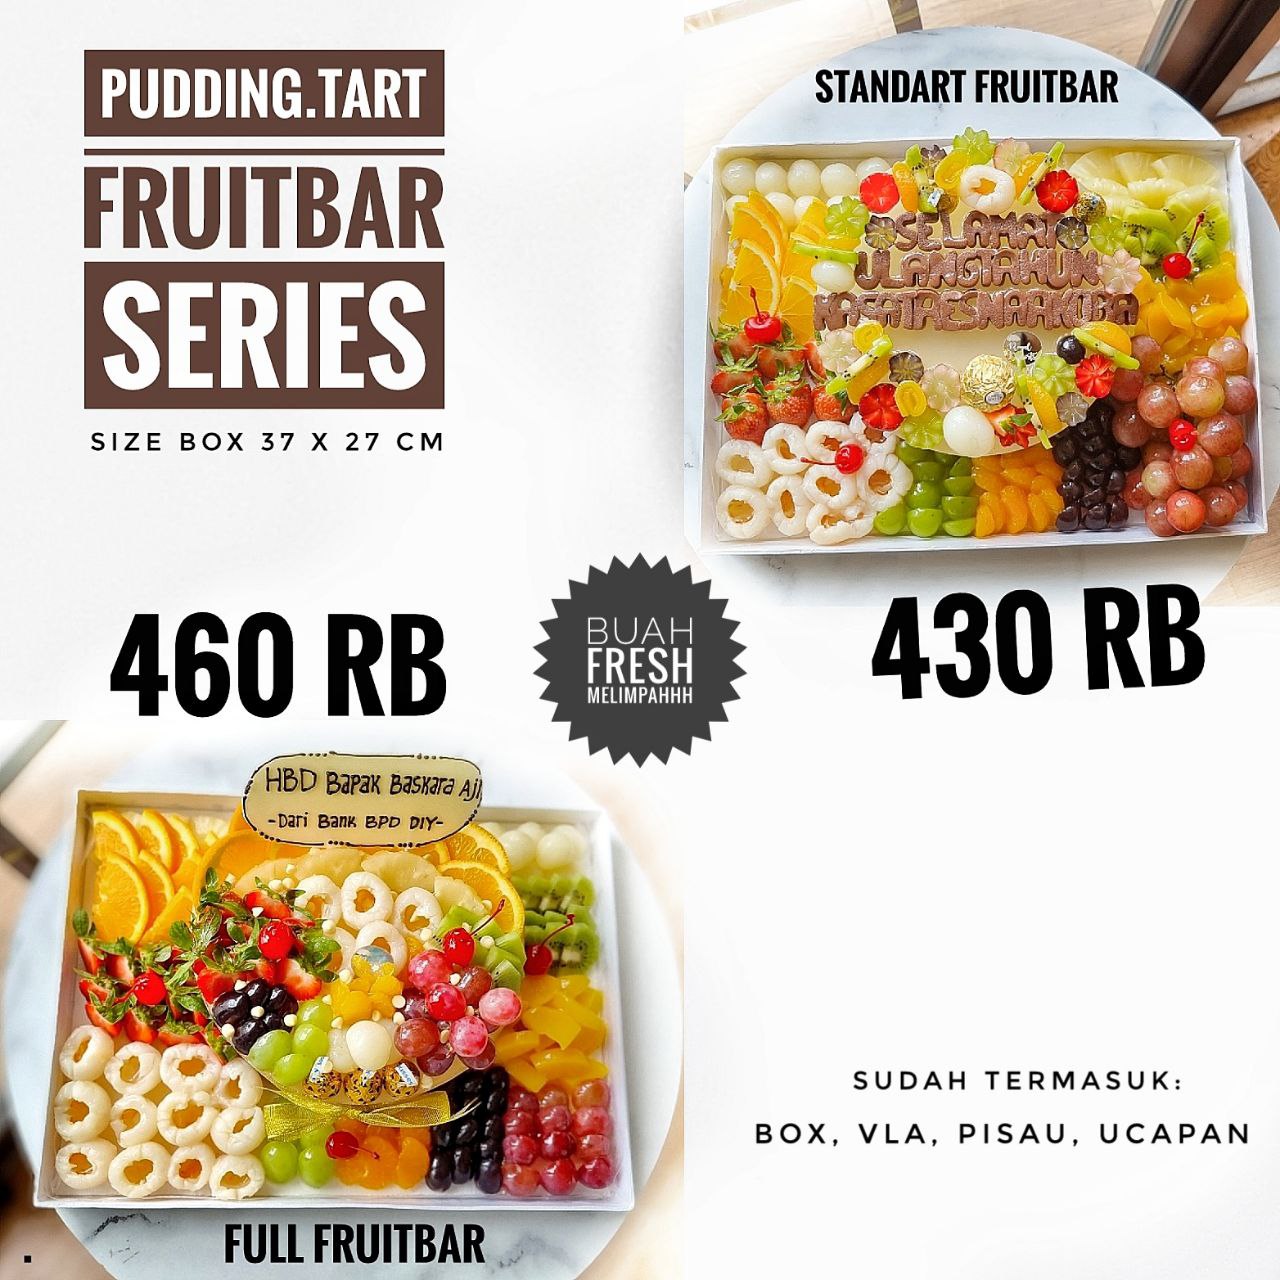 PUDDING.TART
FRUITBAR
SERIES
SIZE BOX 37 X 27 CM
STANDART FRUITBAR
SELAMAT
ULANGTAHUN
430 RB
460 RB
BUAH
FRESH
MELIMPAHHH
HBD Bapak Baskara Aji
-Dari Bank BPD DIY-
FULL FRUITBAR
SUDAH TERMASUK:
BOX, VLA, PISAU, UCAPAN